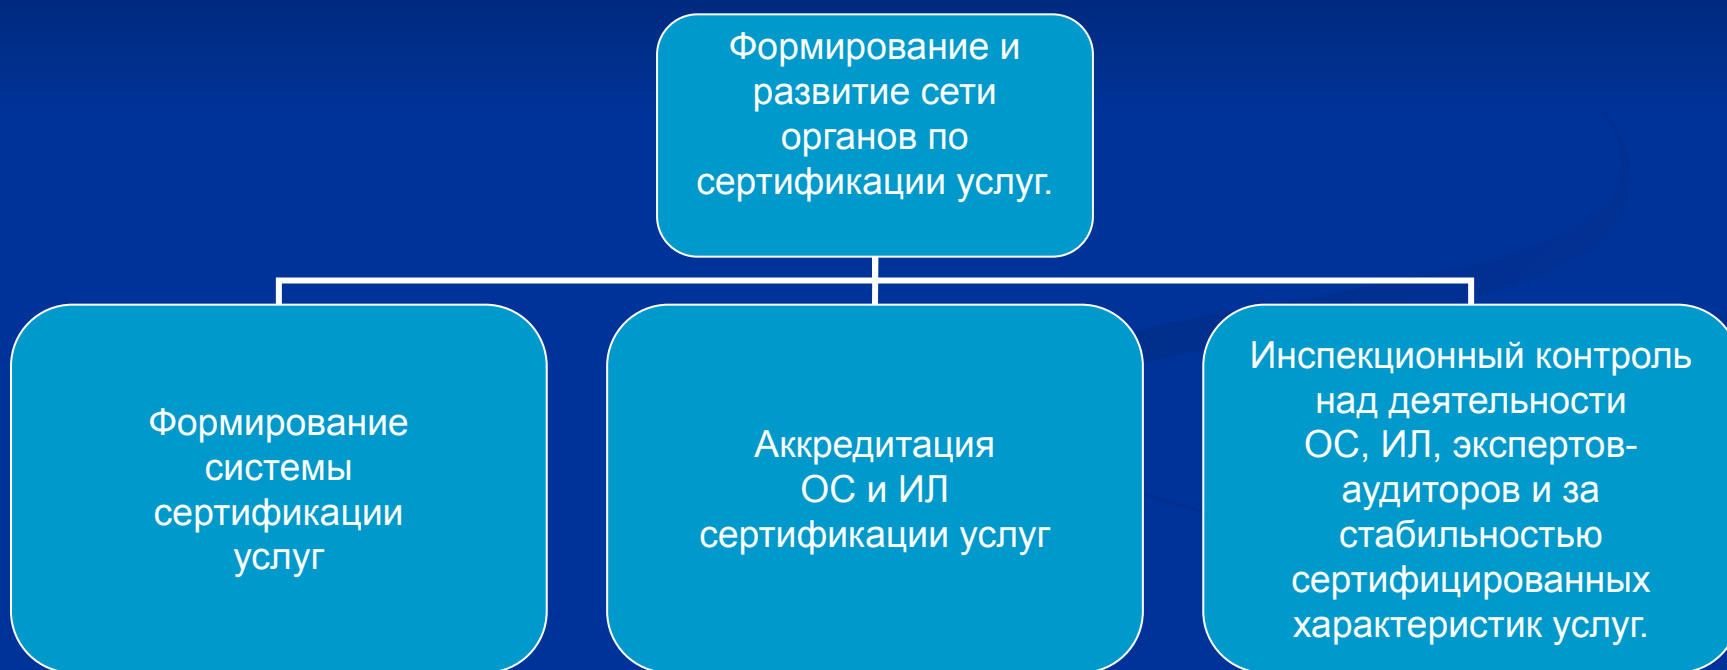 Формирование и
развитие сети
органов по
сертификации услуг.
Формирование
системы
сертификации
услуг
Аккредитация
ОС и ИЛ
сертификации услуг
Инспекционный контроль
над деятельности
ОС, ИЛ, экспертов-
аудиторов и за
стабильностью
сертифицированных
характеристик услуг.